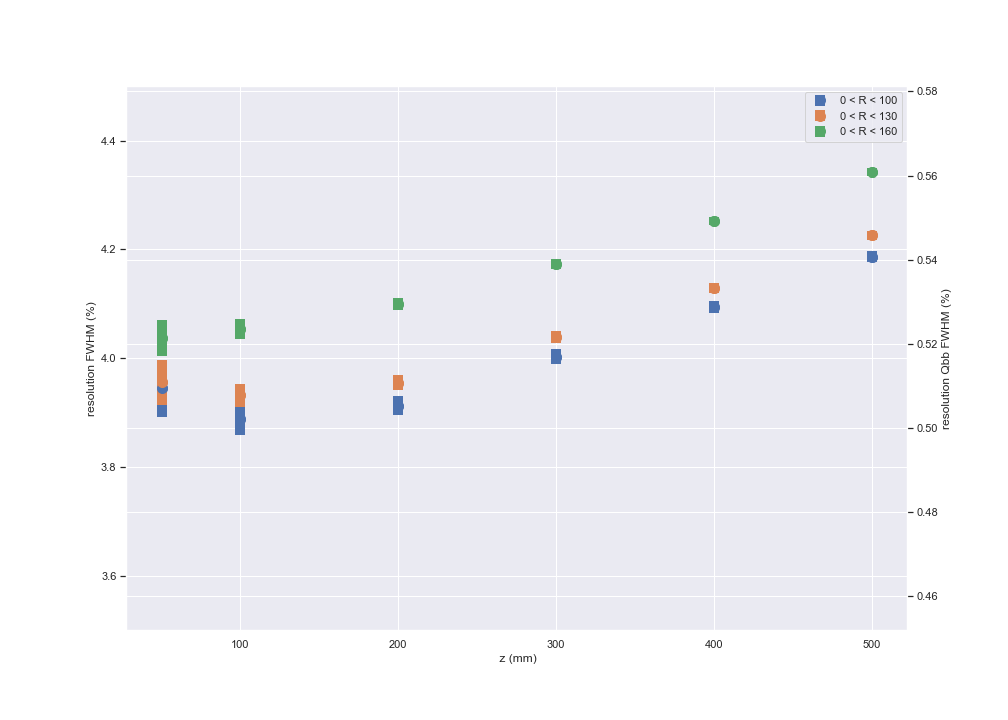 0 < R < 100
0 < R < 130
0 < R < 160
resolution FWHM (%)
4.4
4.2
4.0
3.8
3.6
0.58
0.56
0.54
0.52
0.50
0.48
0.46
resolution Qbb FWHM (%)
100 200 300 400 500
z (mm)